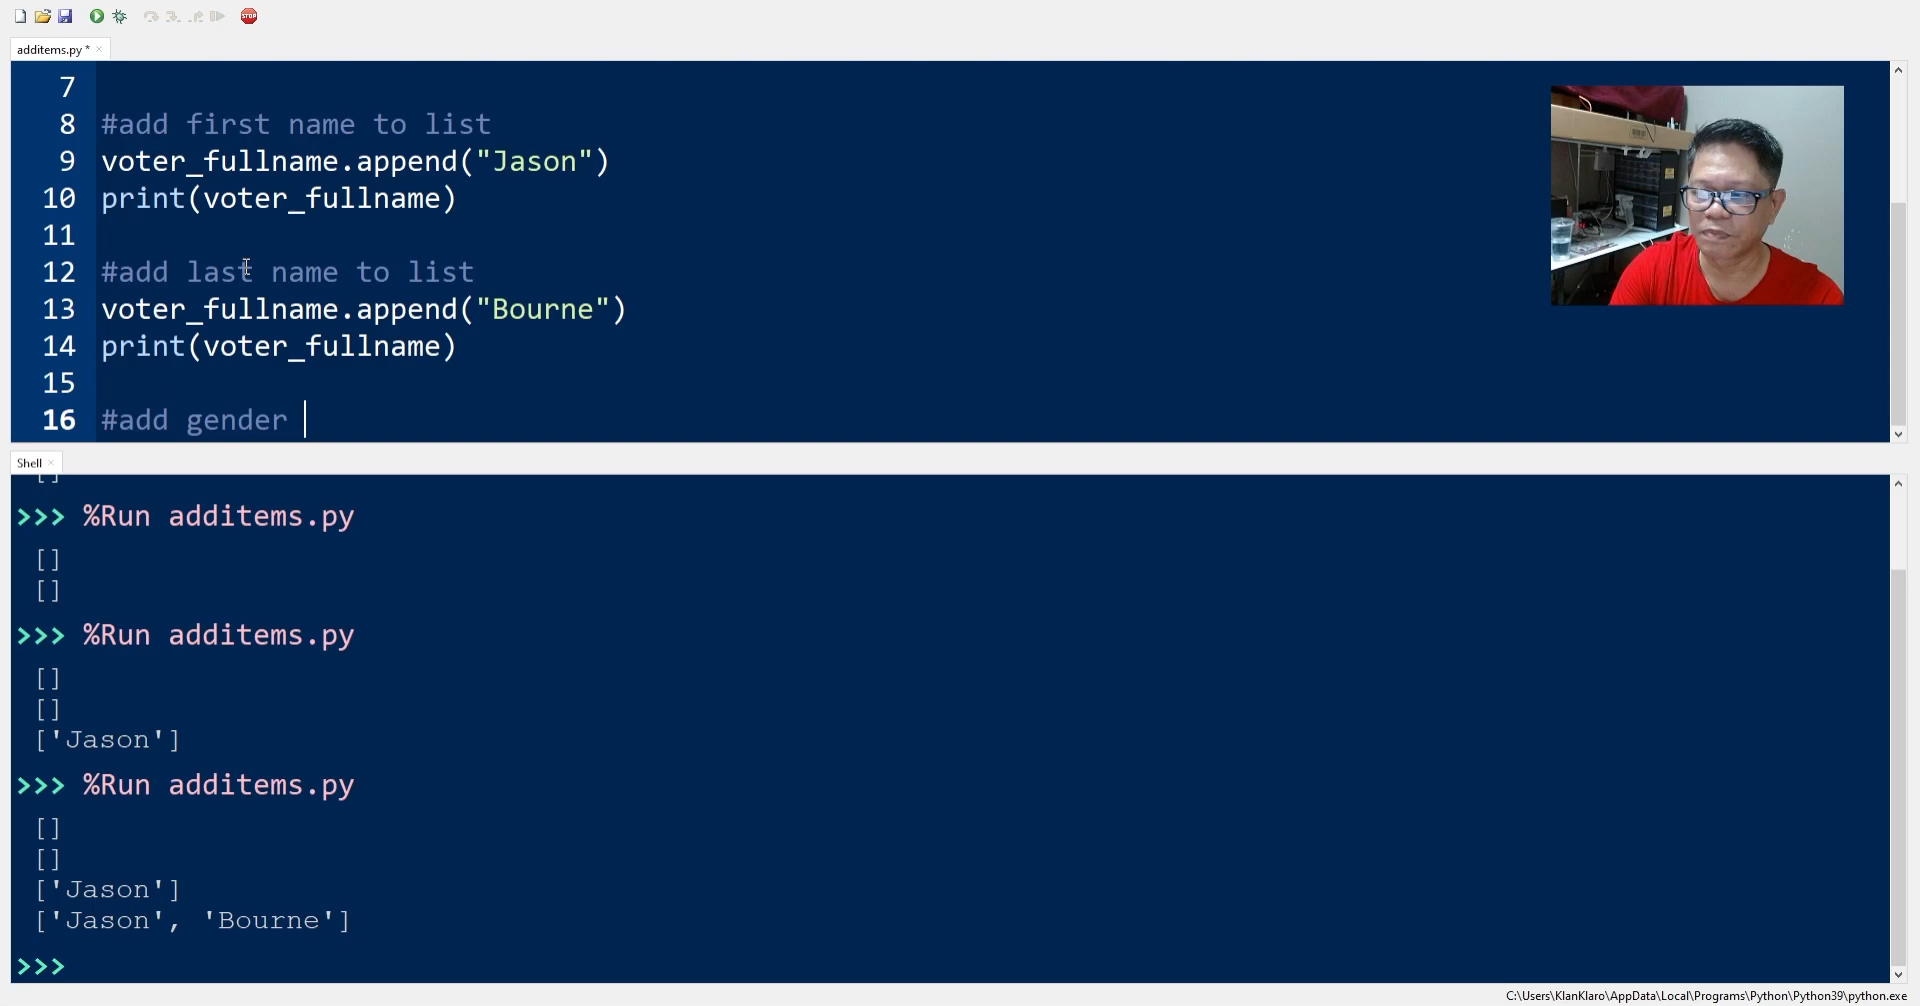 STOP
additems.py *
7
8 #add first name to list
9 voter_fullname.append("Jason")
10 print(voter_fullname)
11
12 #add last name to list
13 voter_fullname.append("Bourne")
14 print(voter_fullname)
15
16 #add gender
Shell
[]
>>> %Run additems.py
[]
[]
>>> %Run additems.py
[]
[]
['Jason']
>>> %Run additems.py
[]
[]
['Jason']
['Jason', 'Bourne']
>>>
C:\Users\KlanKlaro\AppData\Local\Programs\Python\Python39\python.exe